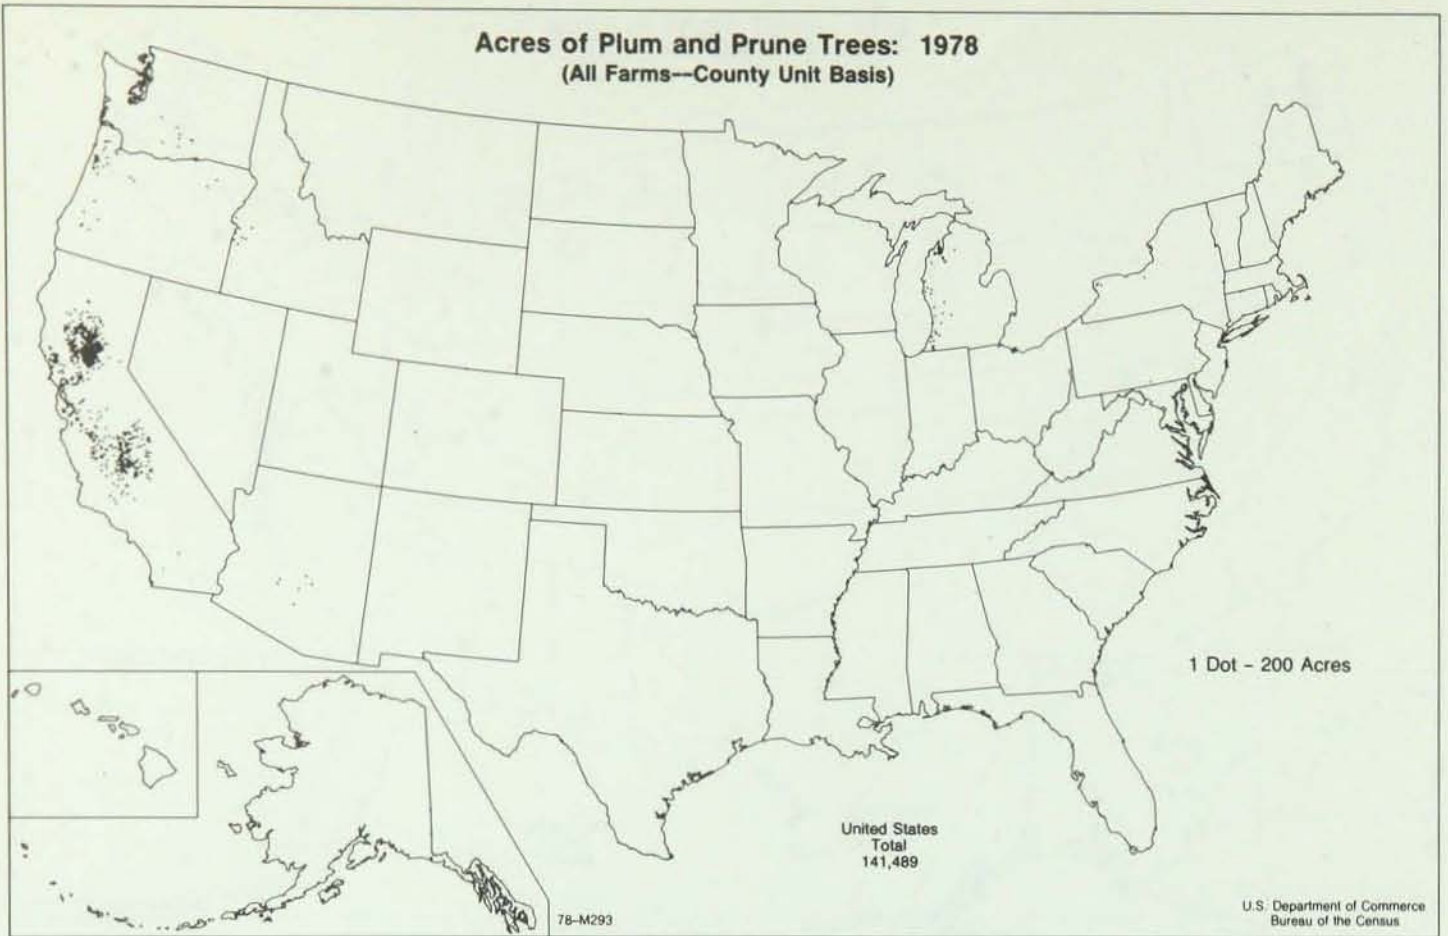 Acres of Plum and Prune Trees: 1978
(All Farms--County Unit Basis)
1 Dot - 200 Acres
United States
Total
141,489
78-M293
U.S. Department of Commerce
Bureau of the Census